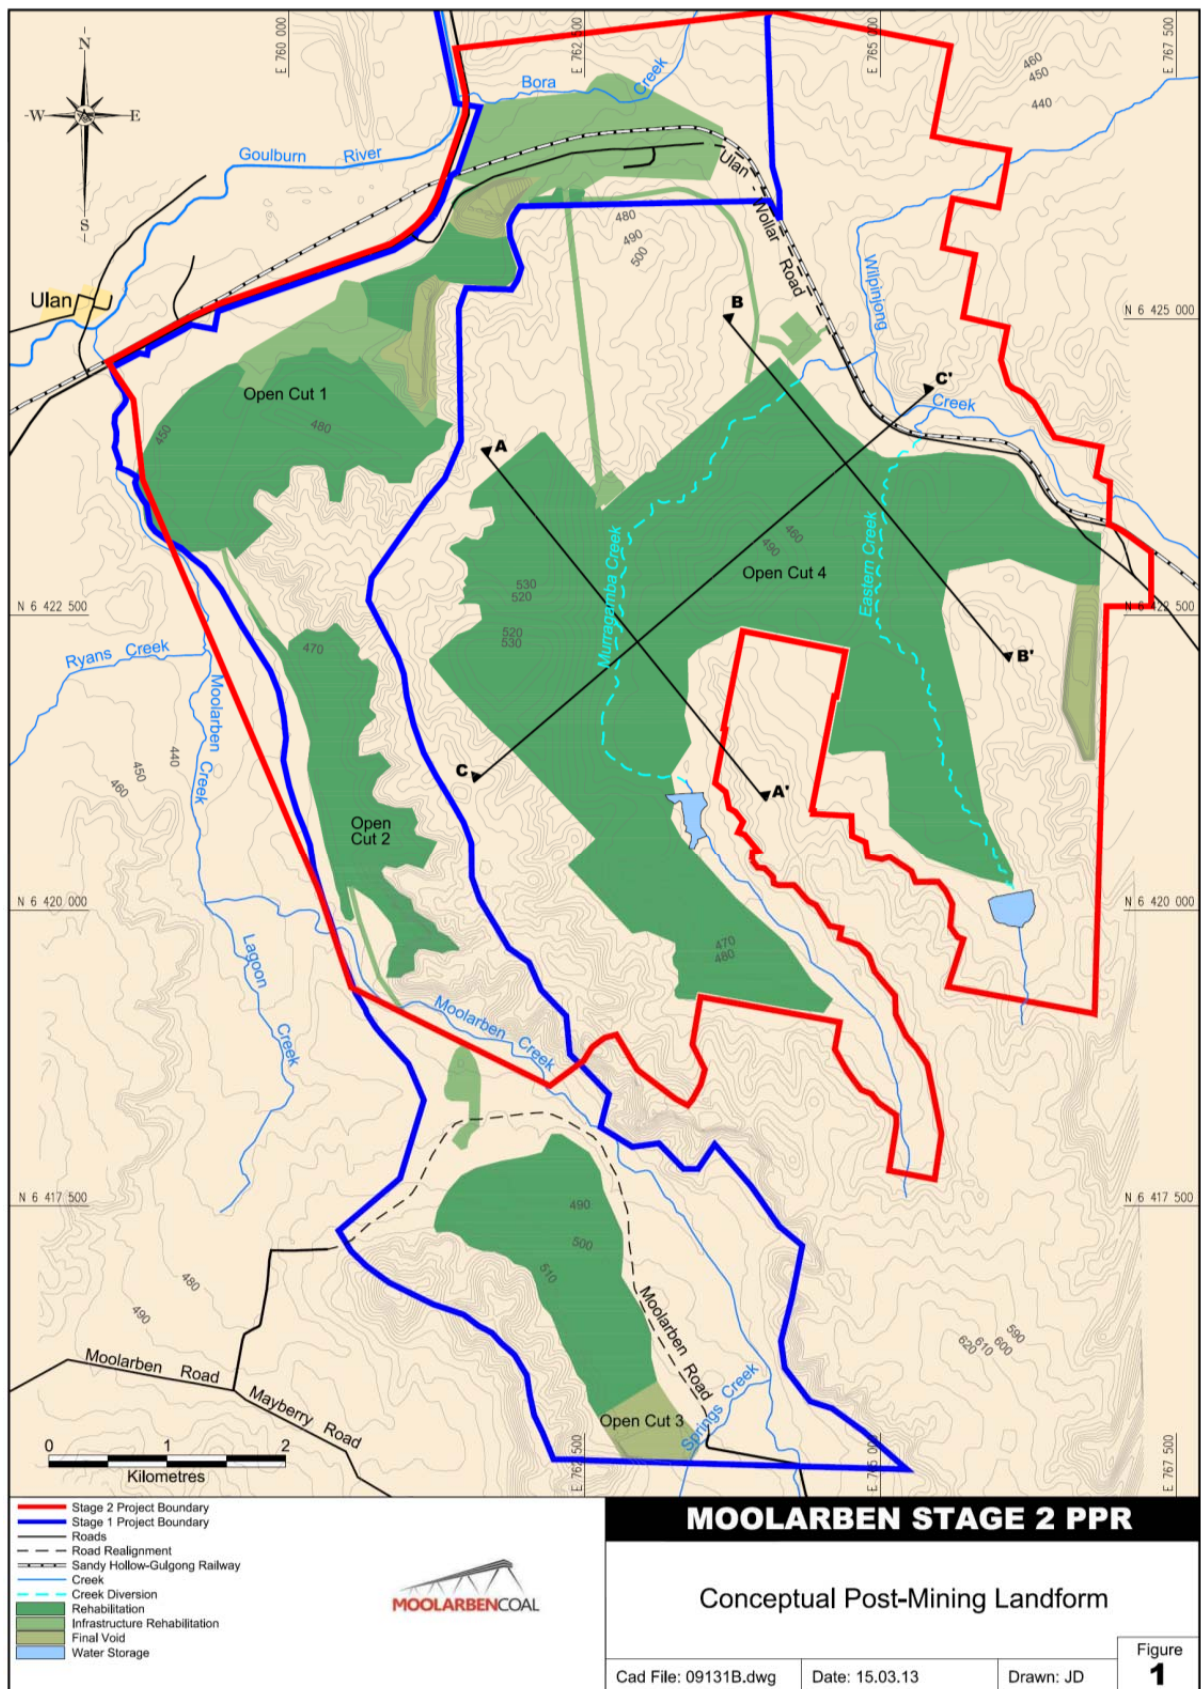 E 760 000
E 762 500
E 765 000
E 767 500
N
W
E
S
Bora
Creek
460
450
440
Goulburn River
Ulan - Wollar Road
480
490
500
Wilpinjong
Creek
Ulan
N 6 425 000
B
C'
Open Cut 1
450
480
A
Murragamba Creek
Eastern Creek
460
490
Open Cut 4
530
520
520
530
N 6 422 500
N 6 422 500
B'
Ryans Creek
470
Moolarben Creek
440
450
460
C
A'
Open
Cut 2
N 6 420 000
N 6 420 000
Lagoon
Creek
470
480
Moolarben Creek
N 6 417 500
N 6 417 500
490
500
510
480
490
Moolarben Road
590
600
610
620
Moolarben Road
Mayberry Road
Open Cut 3
Springs Creek
0 1 2
Kilometres
E 762 500
E 765 000
E 767 500
Stage 2 Project Boundary
Stage 1 Project Boundary
Roads
Road Realignment
Sandy Hollow-Gulgong Railway
Creek
Creek Diversion
Rehabilitation
Infrastructure Rehabilitation
Final Void
Water Storage
MOOLARBENCOAL
MOOLARBEN STAGE 2 PPR
Conceptual Post-Mining Landform
Cad File: 09131B.dwg
Date: 15.03.13
Drawn: JD
Figure
1